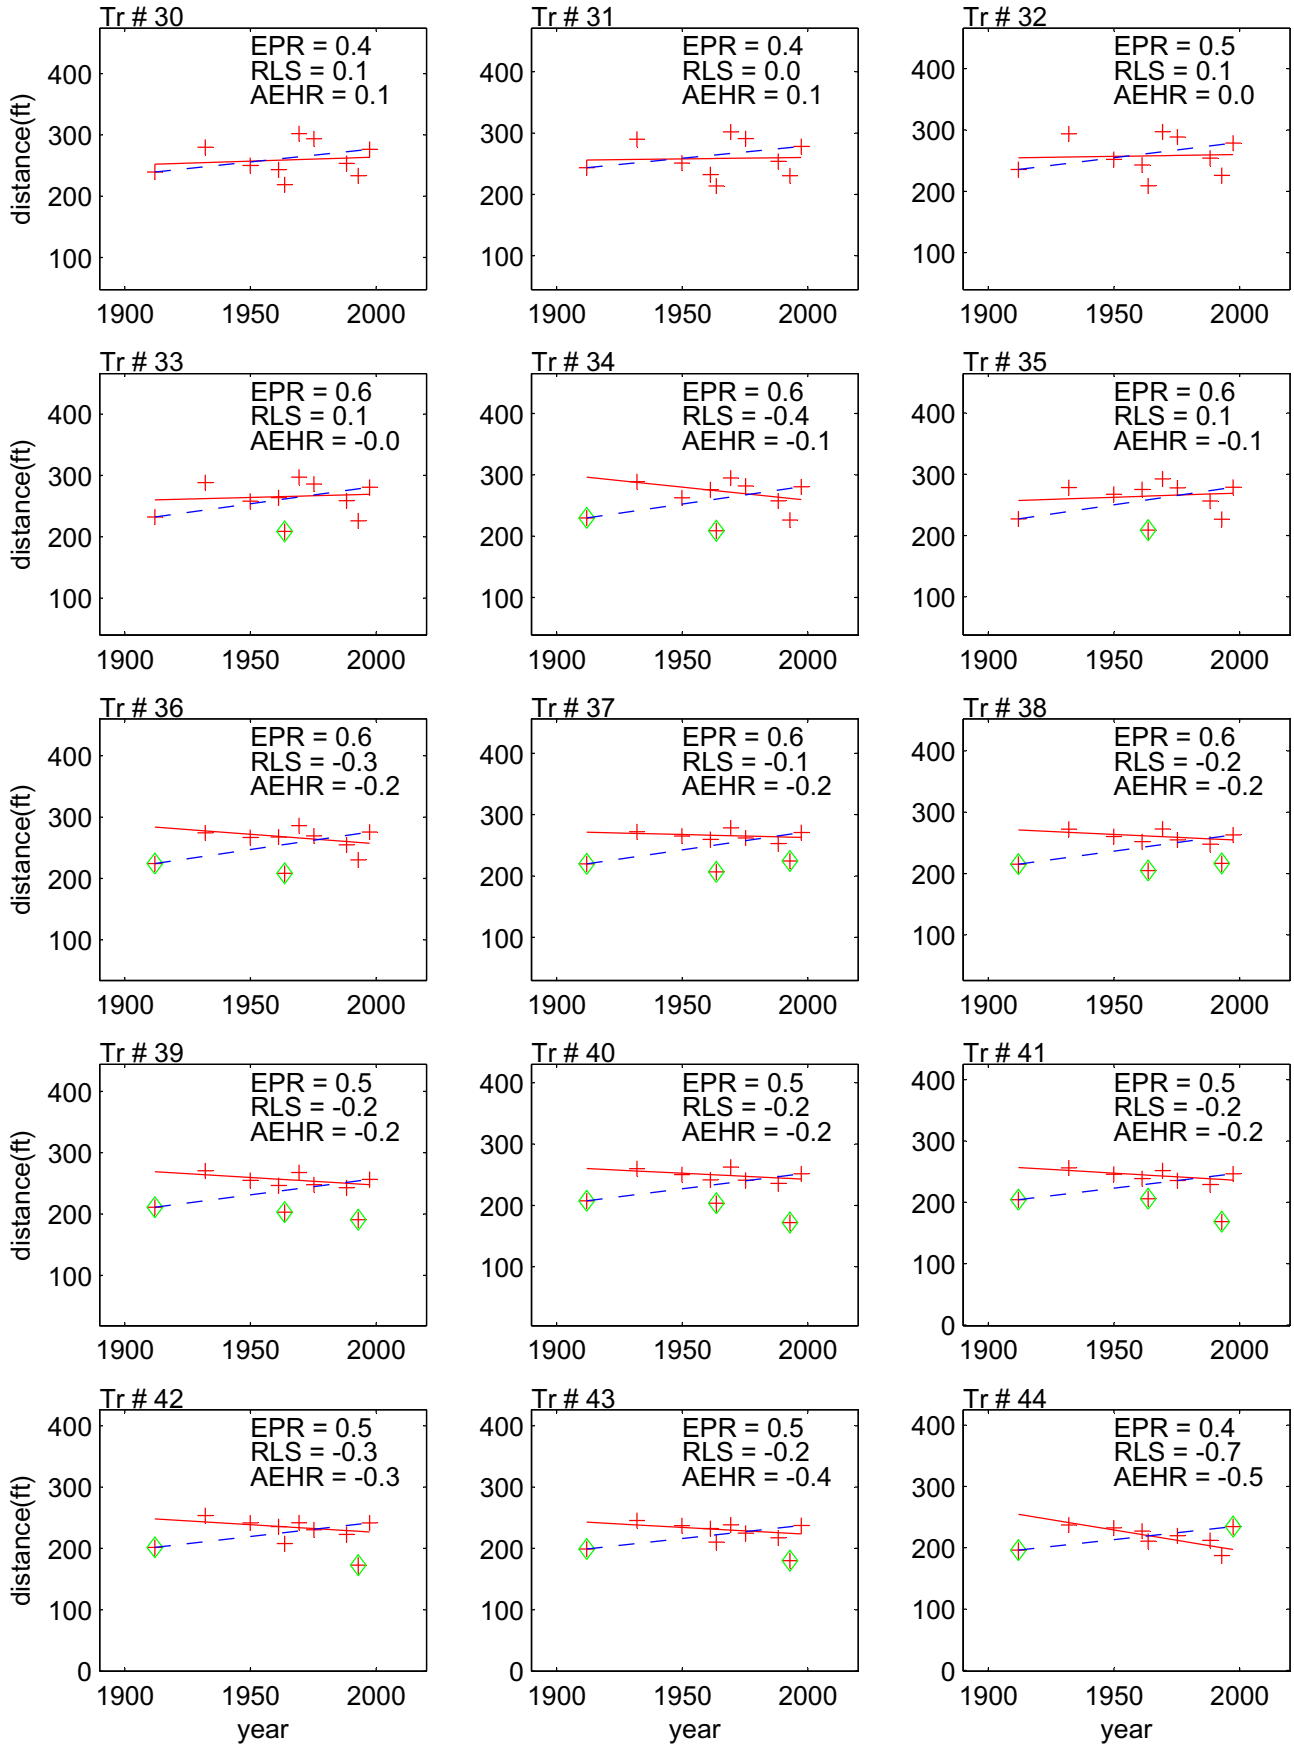 Tr # 30
EPR = 0.4
RLS = 0.1
AEHR = 0.1
400
300
200
100
distance(ft)
1900 1950 2000
Tr # 31
EPR = 0.4
RLS = 0.0
AEHR = 0.1
400
300
200
100
1900 1950 2000
Tr # 32
EPR = 0.5
RLS = 0.1
AEHR = 0.0
400
300
200
100
1900 1950 2000
Tr # 33
EPR = 0.6
RLS = 0.1
AEHR = -0.0
400
300
200
100
distance(ft)
1900 1950 2000
Tr # 34
EPR = 0.6
RLS = -0.4
AEHR = -0.1
400
300
200
100
1900 1950 2000
Tr # 35
EPR = 0.6
RLS = 0.1
AEHR = -0.1
400
300
200
100
1900 1950 2000
Tr # 36
EPR = 0.6
RLS = -0.3
AEHR = -0.2
400
300
200
100
distance(ft)
1900 1950 2000
Tr # 37
EPR = 0.6
RLS = -0.1
AEHR = -0.2
400
300
200
100
1900 1950 2000
Tr # 38
EPR = 0.6
RLS = -0.2
AEHR = -0.2
400
300
200
100
1900 1950 2000
Tr # 39
EPR = 0.5
RLS = -0.2
AEHR = -0.2
400
300
200
100
distance(ft)
1900 1950 2000
Tr # 40
EPR = 0.5
RLS = -0.2
AEHR = -0.2
400
300
200
100
1900 1950 2000
Tr # 41
EPR = 0.5
RLS = -0.2
AEHR = -0.2
400
300
200
100
0
1900 1950 2000
Tr # 42
EPR = 0.5
RLS = -0.3
AEHR = -0.3
400
300
200
100
0
distance(ft)
1900 1950 2000
year
Tr # 43
EPR = 0.5
RLS = -0.2
AEHR = -0.4
400
300
200
100
0
1900 1950 2000
year
Tr # 44
EPR = 0.4
RLS = -0.7
AEHR = -0.5
400
300
200
100
0
1900 1950 2000
year